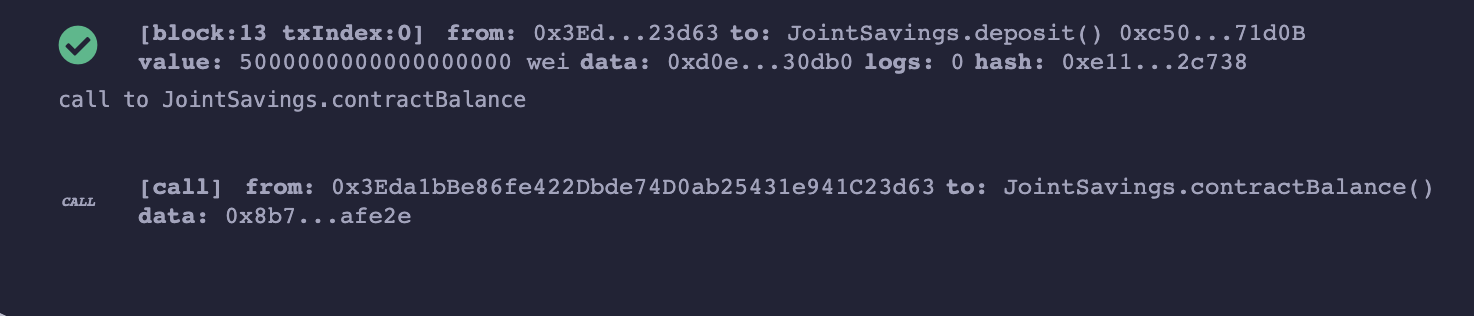 [block:13 txIndex:0] from: 0x3Ed...23d63 to: JointSavings.deposit() 0xc50...71d0B
value: 5000000000000000000 wei data: 0xd0e...30db0 logs: 0 hash: 0xe11...2c738
call to JointSavings.contractBalance
[call] from: 0x3Eda1bBe86fe422Dbde74D0ab25431e941C23d63 to: JointSavings.contractBalance()
CALL
data: 0x8b7...afe2e